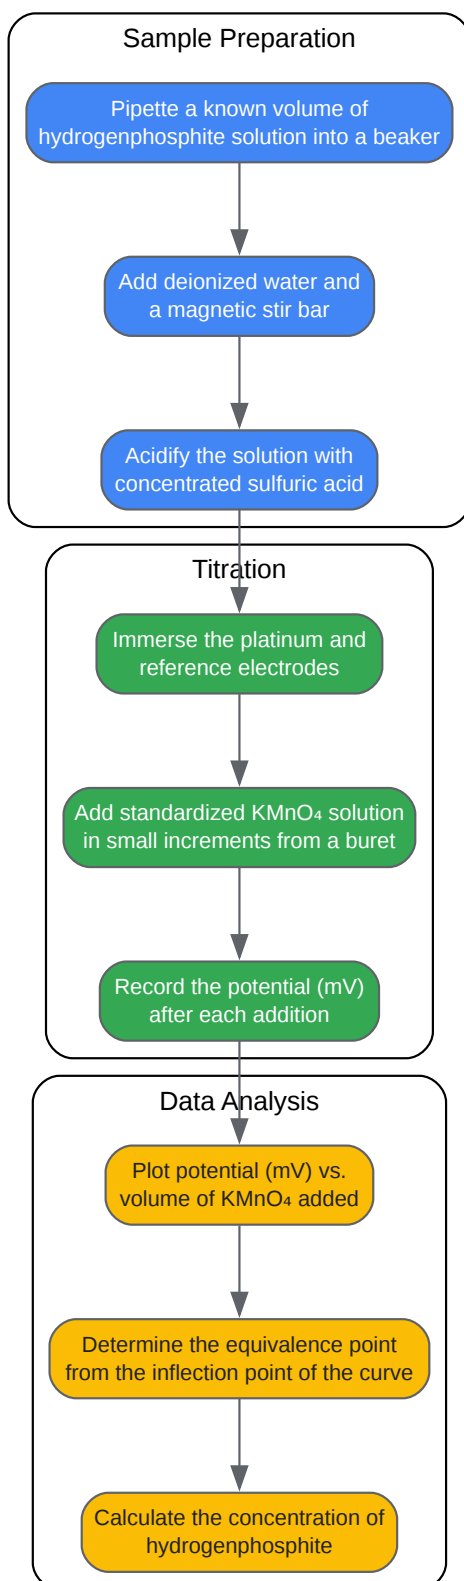 Sample Preparation
Pipette a known volume of
hydrogenphosphite solution into a beaker
Add deionized water and
a magnetic stir bar
Acidify the solution with
concentrated sulfuric acid
Titration
Immerse the platinum and
reference electrodes
Add standardized KMnO₄ solution
in small increments from a buret
Record the potential (mV)
after each addition
Data Analysis
Plot potential (mV) vs.
volume of KMnO₄ added
Determine the equivalence point
from the inflection point of the curve
Calculate the concentration of
hydrogenphosphite